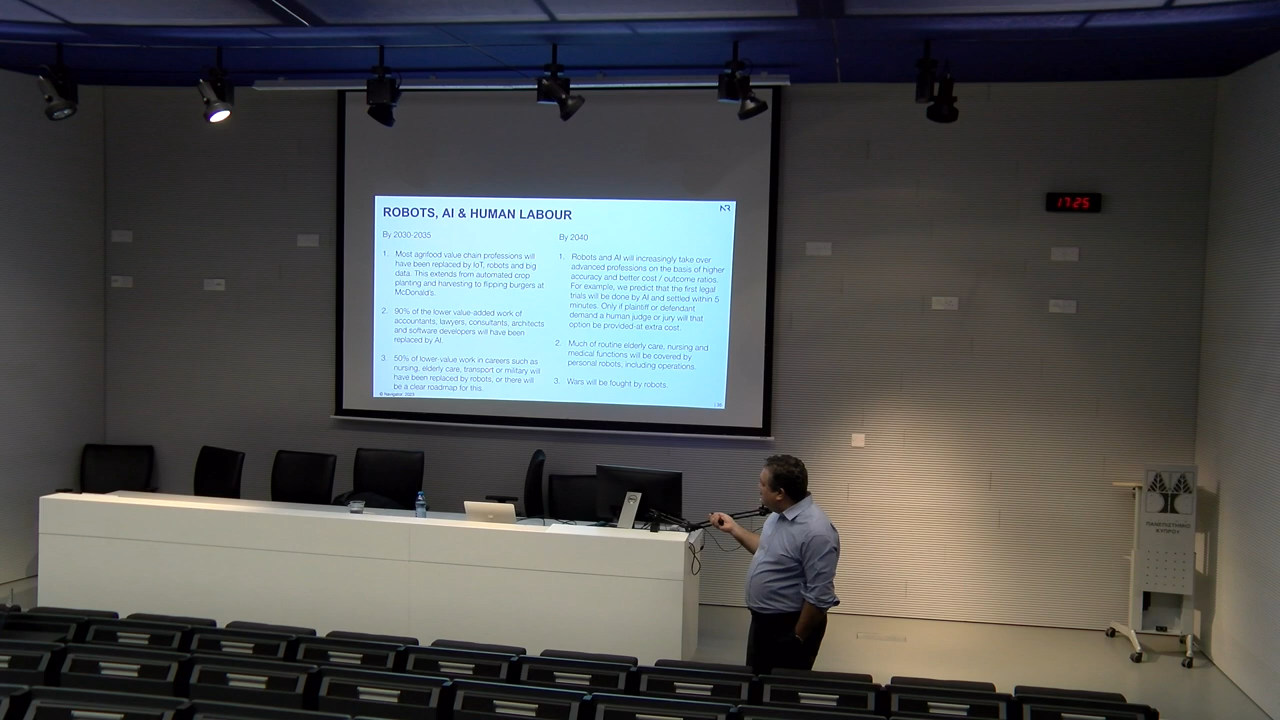 ROBOTS, AI & HUMAN LABOUR
NR
By 2030-2035
1. Most agrifood value chain professions will
have been replaced by IoT, robots and big
data. This extends from automated crop
planting and harvesting to flipping burgers at
McDonald's.
2. 90% of the lower value-added work of
accountants, lawyers, consultants, architects
and software developers will have been
replaced by AI.
3. 50% of lower-value work in careers such as
nursing, elderly care, transport or military will
have been replaced by robots, or there will
be a clear roadmap for this.
© Navigator, 2023
By 2040
1. Robots and AI will increasingly take over
advanced professions on the basis of higher
accuracy and better cost / outcome ratios.
For example, we predict that the first legal
trials will be done by AI and settled within 5
minutes. Only if plaintiff or defendant
demand a human judge or jury will that
option be provided-at extra cost.
2. Much of routine elderly care, nursing and
medical functions will be covered by
personal robots, including operations.
3. Wars will be fought by robots.
17:25
ΠΑΝΕΠΙΣΤΗΜΙΟ
ΚΥΠΡΟΥ